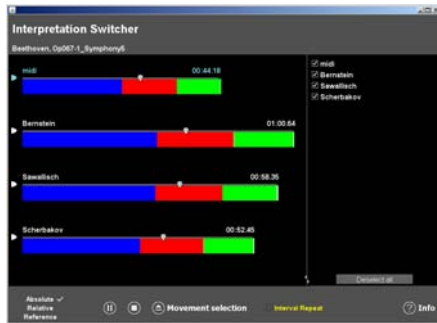 Interpretation Switcher
Beethoven, Op067-1_Symphony5
midi 00:44.18
Bernstein 01:00.64
Sawallisch 00:58.35
Scherbakov 00:52.45
midi
Bernstein
Sawallisch
Scherbakov
Deselect all
Absolute
Relative
Reference
Movement selection
Interval Repeat
? Info